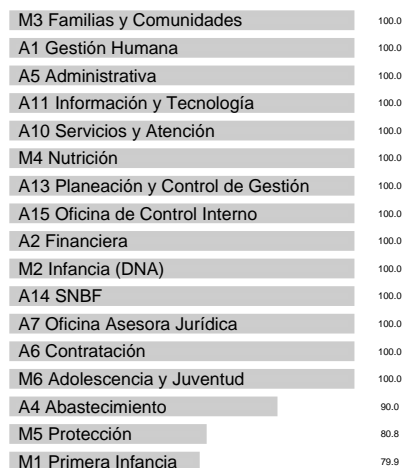 M3 Familias y Comunidades 100.0
A1 Gestión Humana 100.0
A5 Administrativa 100.0
A11 Información y Tecnología 100.0
A10 Servicios y Atención 100.0
M4 Nutrición 100.0
A13 Planeación y Control de Gestión 100.0
A15 Oficina de Control Interno 100.0
A2 Financiera 100.0
M2 Infancia (DNA) 100.0
A14 SNBF 100.0
A7 Oficina Asesora Jurídica 100.0
A6 Contratación 100.0
M6 Adolescencia y Juventud 100.0
A4 Abastecimiento 90.0
M5 Protección 80.8
M1 Primera Infancia 79.9